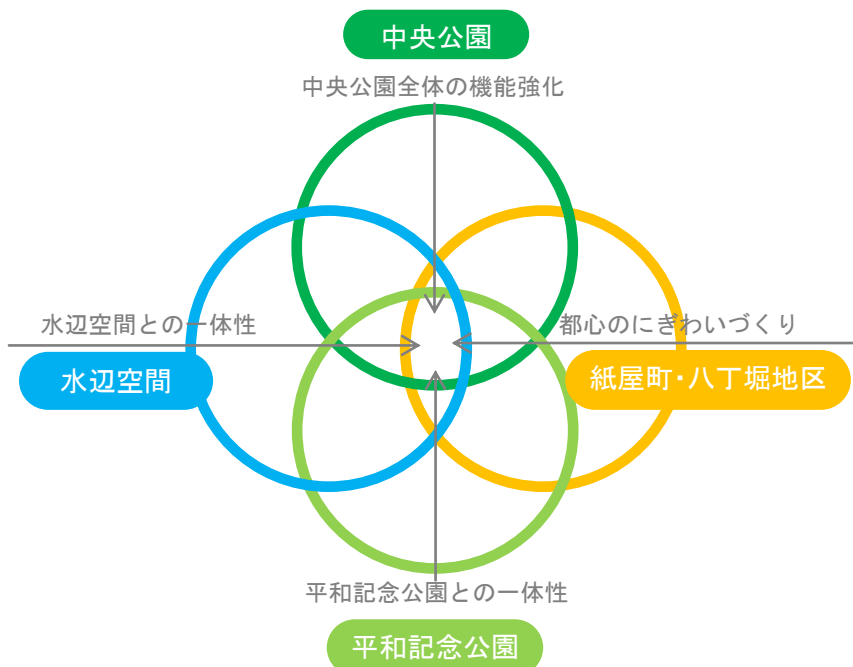 中央公園
中央公園全体の機能強化
水辺空間との一体性
都心のにぎわいづくり
水辺空間
紙屋町・八丁堀地区
平和記念公園との一体性
平和記念公園